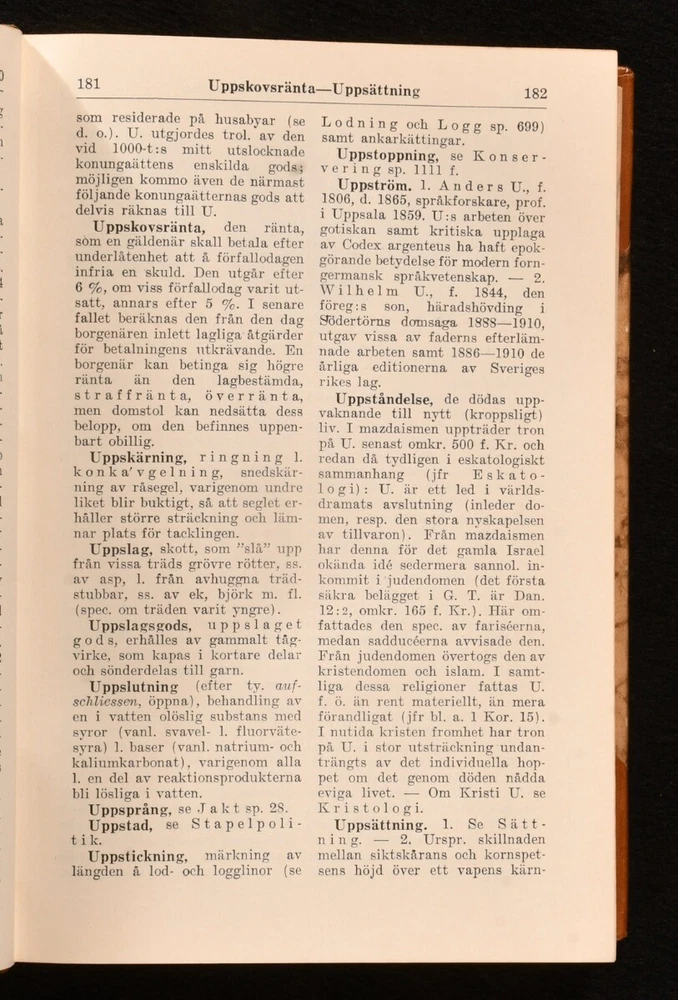 181
Uppskovsränta—Uppsättning
182
som residerade på husabyar (se
d. o.). U. utgjordes trol. av den
vid 1000-t:s mitt utslocknade
konungaättens enskilda gods;
möjligen kommo även de närmast
följande konungaätternas gods att
delvis räknas till U.
Uppskovsränta, den ränta,
som en gäldenär skall betala efter
underlåtenhet att å förfallodagen
infria en skuld. Den utgår efter
6 %, om viss förfallodag varit ut-
satt, annars efter 5 %. I senare
fallet beräknas den från den dag
borgenären inlett lagliga åtgärder
för betalningens utkrävande. En
borgenär kan betinga sig högre
ränta än den lagbestämda,
straffränta, överränta,
men domstol kan nedsätta dess
belopp, om den befinnes uppen-
bart obillig.
Uppskärning, ringning l.
konka'vgelning, snedskär-
ning av råsegel, varigenom undre
liket blir buktigt, så att seglet er-
håller större sträckning och läm-
nar plats för tacklingen.
Uppslag, skott, som ”slå” upp
från vissa träds grövre rötter, ss.
av asp, l. från avhuggna träd-
stubbar, ss. av ek, björk m. fl.
(spec. om träden varit yngre).
Uppslagsgods, uppslaget
gods, erhålles av gammalt tåg-
virke, som kapas i kortare delar
och sönderdelas till garn.
Uppslutning (efter ty. auf-
schliessen, öppna), behandling av
en i vatten olöslig substans med
syror (vanl. svavel- l. fluorväte-
syra) l. baser (vanl. natrium- och
kaliumkarbonat), varigenom alla
l. en del av reaktionsprodukterna
bli lösliga i vatten.
Uppsprång, se Jakt sp. 28.
Uppstad, se Stapelpoli-
tik.
Uppstickning, märkning av
längden å lod- och logglinor (se
Lodning och Logg sp. 699)
samt ankarkättingar.
Uppstoppning, se Konser-
vering sp. 1111 f.
Uppström. 1. Anders U., f.
1806, d. 1865, språkforskare, prof.
i Uppsala 1859. U:s arbeten över
gotiskan samt kritiska upplaga
av Codex argenteus ha haft epok-
görande betydelse för modern forn-
germansk språkvetenskap. — 2.
Wilhelm U., f. 1844, den
föreg:s son, häradshövding i
Södertörns domsaga 1888—1910,
utgav vissa av faderns efterläm-
nade arbeten samt 1886—1910 de
årliga editionerna av Sveriges
rikes lag.
Uppståndelse, de dödas upp-
vaknande till nytt (kroppsligt)
liv. I mazdaismen uppträder tron
på U. senast omkr. 500 f. Kr. och
redan då tydligen i eskatologiskt
sammanhang (jfr Eskato-
logi): U. är ett led i världs-
dramats avslutning (inleder do-
men, resp. den stora nyskapelsen
av tillvaron). Från mazdaismen
har denna för det gamla Israel
okända idé sedermera sannol. in-
kommit i judendomen (det första
säkra belägget i G. T. är Dan.
12:2, omkr. 165 f. Kr.). Här om-
fattades den spec. av fariséerna,
medan sadducéerna avvisade den.
Från judendomen övertogs den av
kristendomen och islam. I samt-
liga dessa religioner fattas U.
f. ö. än rent materiellt, än mera
förandligat (jfr bl. a. 1 Kor. 15).
I nutida kristen fromhet har tron
på U. i stor utsträckning undan-
trängts av det individuella hop-
pet om det genom döden nådda
eviga livet. — Om Kristi U. se
Kristologi.
Uppsättning. 1. Se Sätt-
ning. — 2. Urspr. skillnaden
mellan siktskårans och kornspet-
sens höjd över ett vapens kärn-